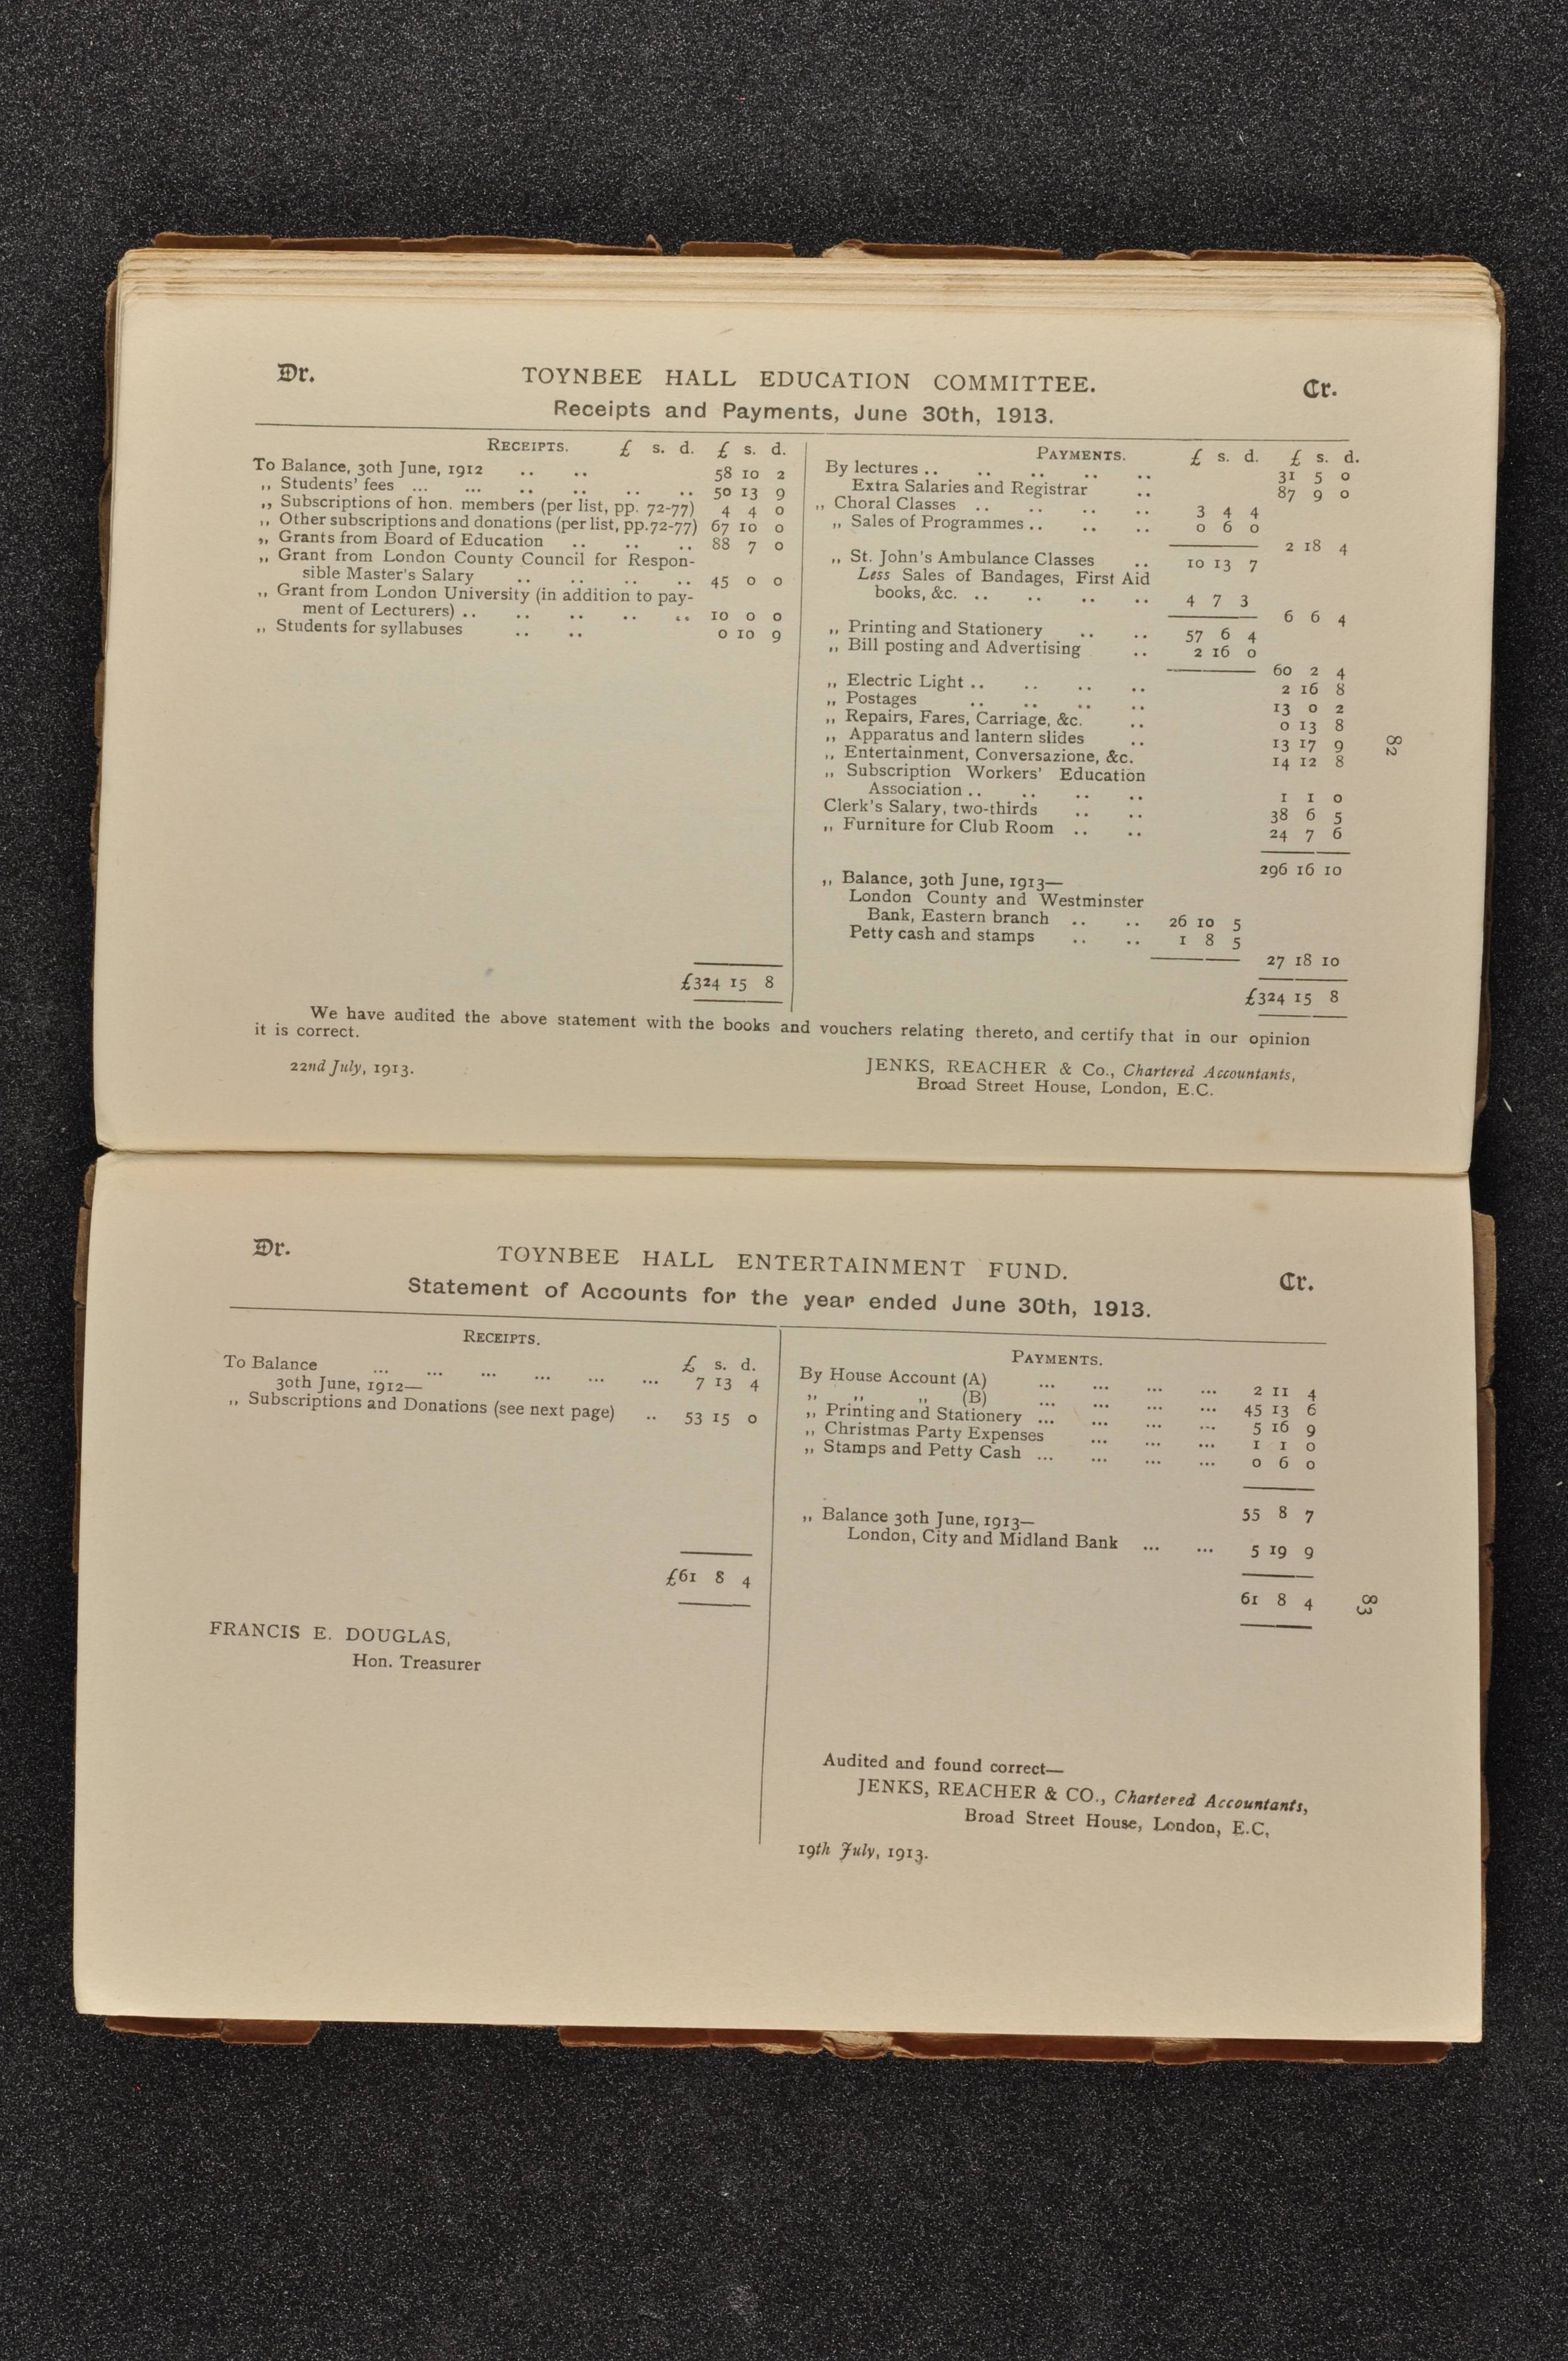 Dr.
TOYNBEE HALL EDUCATION COMMITTEE.
Cr.
Receipts and Payments, June 30th, 1913.
RECEIPTS. £ s. d. £ s. d.
To Balance, 30th June, 1912 .. .. 58 10 2
„ Students' fees ... ... .. .. .. .. 50 13 9
„ Subscriptions of hon. members (per list, pp. 72-77) 4 4 0
„ Other subscriptions and donations (per list, pp.72-77) 67 10 0
„ Grants from Board of Education .. .. .. 88 7 0
„ Grant from London County Council for Respon-
sible Master's Salary .. .. .. .. 45 0 0
„ Grant from London University (in addition to pay-
ment of Lecturers) .. .. .. .. .. 10 0 0
„ Students for syllabuses .. .. 0 10 9
£324 15 8
PAYMENTS. £ s. d. £ s. d.
By lectures .. .. .. .. .. 31 5 0
Extra Salaries and Registrar .. 87 9 0
„ Choral Classes .. .. .. .. 3 4 4
„ Sales of Programmes .. .. .. 0 6 0
2 18 4
„ St. John's Ambulance Classes .. 10 13 7
Less Sales of Bandages, First Aid
books, &c. .. .. .. .. 4 7 3
6 6 4
„ Printing and Stationery .. .. 57 6 4
„ Bill posting and Advertising .. 2 16 0
60 2 4
„ Electric Light .. .. .. .. 2 16 8
„ Postages .. .. .. .. 13 0 2
„ Repairs, Fares, Carriage, &c. .. 0 13 8
„ Apparatus and lantern slides .. 13 17 9
„ Entertainment, Conversazione, &c. 14 12 8
„ Subscription Workers' Education
Association .. .. .. .. 1 1 0
Clerk's Salary, two-thirds .. .. 38 6 5
„ Furniture for Club Room .. .. 24 7 6
296 16 10
„ Balance, 30th June, 1913—
London County and Westminster
Bank, Eastern branch .. .. 26 10 5
Petty cash and stamps .. .. 1 8 5
27 18 10
£324 15 8
82
We have audited the above statement with the books and vouchers relating thereto, and certify that in our opinion
it is correct.
22nd July, 1913.
JENKS, REACHER & Co., Chartered Accountants,
Broad Street House, London, E.C.
Dr.
TOYNBEE HALL ENTERTAINMENT FUND.
Cr.
Statement of Accounts for the year ended June 30th, 1913.
RECEIPTS.
£ s. d.
To Balance ... ... ... ... ... ...
30th June, 1912— 7 13 4
„ Subscriptions and Donations (see next page) .. 53 15 0
£61 8 4
FRANCIS E. DOUGLAS,
Hon. Treasurer
PAYMENTS.
By House Account (A) ... ... ... ... 2 11 4
„ „ „ (B) ... ... ... ... 45 13 6
„ Printing and Stationery ... ... ... ... 5 16 9
„ Christmas Party Expenses ... ... ... 1 1 0
„ Stamps and Petty Cash ... ... ... ... 0 6 0
55 8 7
„ Balance 30th June, 1913—
London, City and Midland Bank ... ... 5 19 9
61 8 4
83
Audited and found correct—
JENKS, REACHER & CO., Chartered Accountants,
Broad Street House, London, E.C,
19th July, 1913.